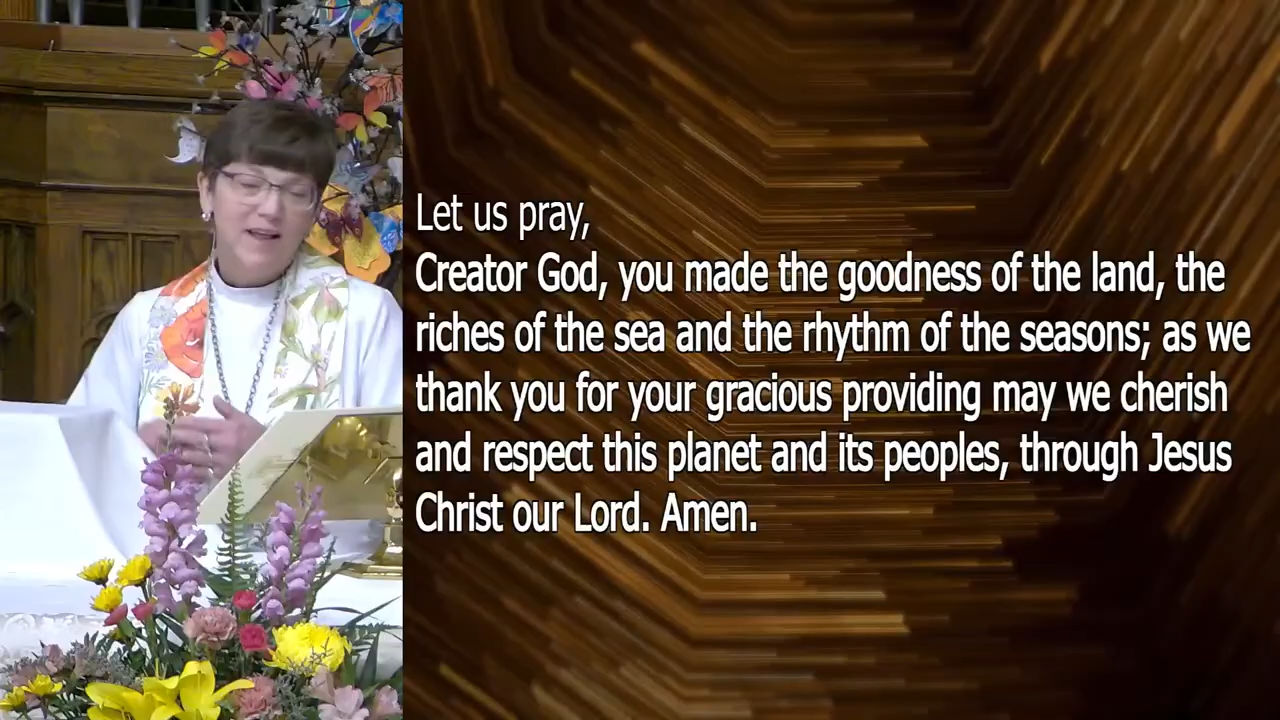 Let us pray,
Creator God, you made the goodness of the land, the
riches of the sea and the rhythm of the seasons; as we
thank you for your gracious providing may we cherish
and respect this planet and its peoples, through Jesus
Christ our Lord. Amen.